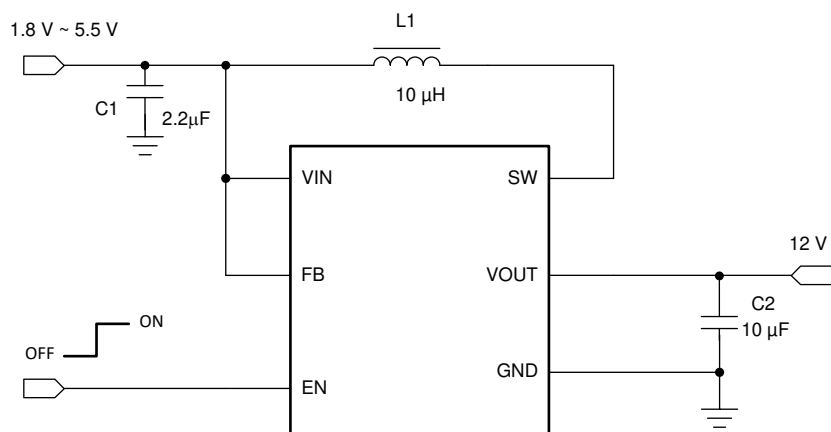 1.8 V ~ 5.5 V
L1
C1
2.2μF
10 µH
VIN
SW
12 V
FB
VOUT
C2
10 µF
ON
OFF
GND
EN